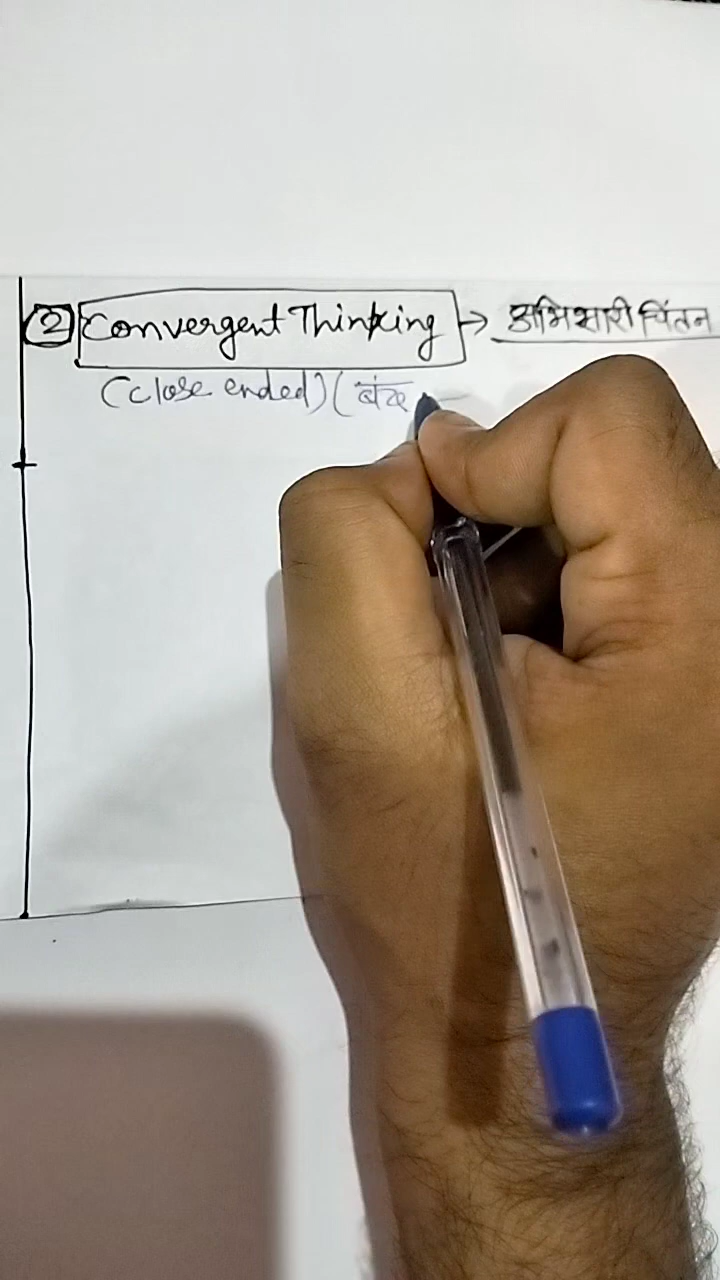 ② Convergent Thinking → अभिसारी चिंतन
(close ended) (बंद